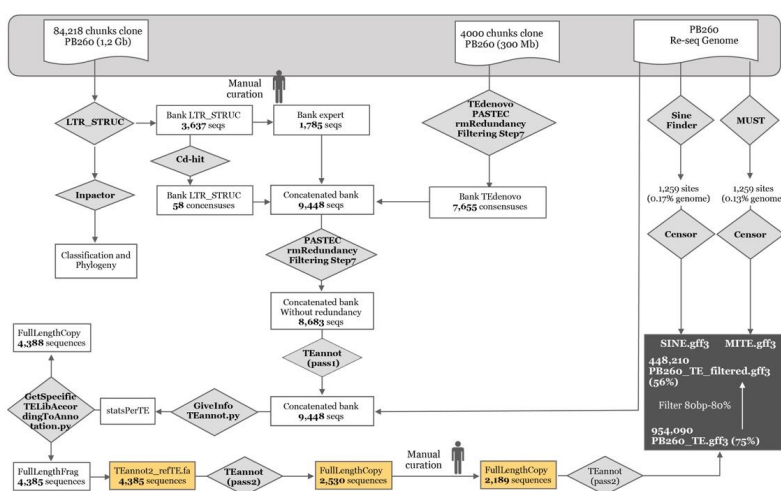 84,218 chunks clone
PB260 (1,2 Gb)
4000 chunks clone
PB260 (300 Mb)
PB260
Re-seq Genome
Manual
curation
LTR_STRUC
Bank LTR_STRUC
3,637 seqs
Bank expert
1,785 seqs
TEdenovo
PASTEC
rmRedundancy
Filtering Step7
Sine
Finder
MUST
Cd-hit
Inpactor
Bank LTR_STRUC
58 concensuses
Concatenated bank
9,448 seqs
Bank TEdenovo
7,655 consensuses
1,259 sites
(0.17% genome)
1,259 sites
(0.13% genome)
Classification and
Phylogeny
PASTEC
rmRedundancy
Filtering Step7
Censor
Censor
Concatenated bank
Without redundancy
8,683 seqs
FullLengthCopy
4,388 sequences
TEannot
(pass1)
SINE.gff3
MITE.gff3
448,210
PB260_TE_filtered.gff3
(56%)
Filter 80bp-80%
954,090
PB260_TE.gff3 (75%)
GetSpecific
TELibAccor
dingToAnno
tation.py
statsPerTE
GiveInfo
TEannot.py
Concatenated bank
9,448 seqs
FullLengthFrag
4,385 sequences
TEannot2_refTE.fa
4,385 sequences
TEannot
(pass2)
FullLengthCopy
2,530 sequences
Manual
curation
FullLengthCopy
2,189 sequences
TEannot
(pass2)